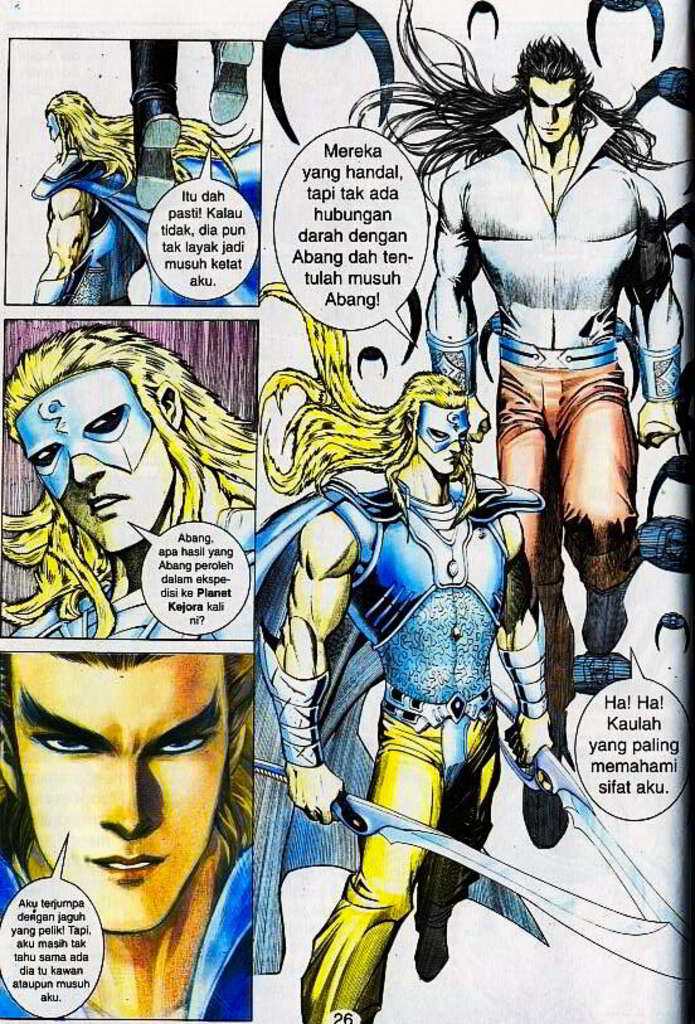 Itu dah
pasti! Kalau
tidak, dia pun
tak layak jadi
musuh ketat
aku.
Mereka
yang handal,
tapi tak ada
hubungan
darah dengan
Abang dah ten-
tulah musuh
Abang!
Abang,
apa hasil yang
Abang peroleh
dalam ekspe-
disi ke Planet
Kejora kali
ni?
Ha! Ha!
Kaulah
yang paling
memahami
sifat aku.
Aku terjumpa
dengan jaguh
yang pelik! Tapi,
aku masih tak
tahu sama ada
dia tu kawan
ataupun musuh
aku.
26